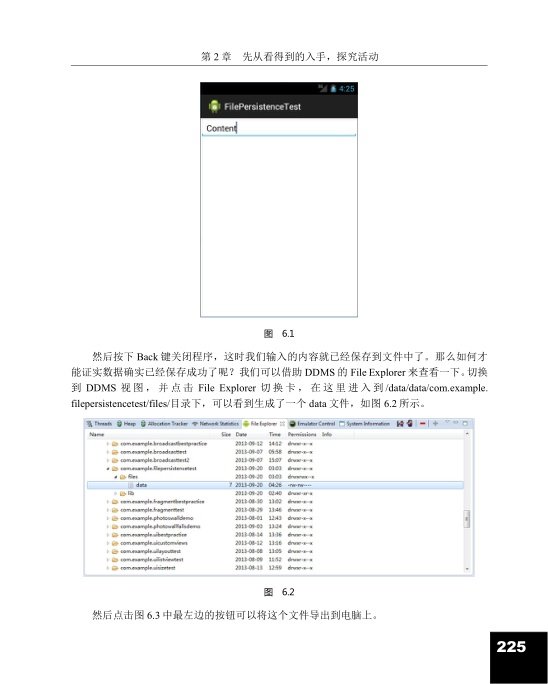 第 2 章 先从看得到的入手，探究活动
4:25
FilePersistenceTest
Content
图 6.1
然后按下 Back 键关闭程序，这时我们输入的内容就已经保存到文件中了。那么如何才
能证实数据确实已经保存成功了呢？我们可以借助 DDMS 的 File Explorer 来查看一下。切换
到 DDMS 视图，并点击 File Explorer 切换卡，在这里进入到/data/data/com.example.
filepersistencetest/files/目录下，可以看到生成了一个 data 文件，如图 6.2 所示。
Threads Heap Allocation Tracker Network Statistics File Explorer Emulator Control System Information
Name Size Date Time Permissions Info
com.example.broadcastbestpractice 2013-09-12 14:12 drwxr-x--x
com.example.broadcasttest 2013-09-07 05:58 drwxr-x--x
com.example.broadcasttest2 2013-09-07 15:07 drwxr-x--x
com.example.filepersistencetest 2013-09-20 03:03 drwxr-x--x
files 2013-09-20 03:03 drwxrwx--x
data 7 2013-09-20 04:26 -rw-rw----
lib 2013-09-20 02:40 drwxr-xr-x
com.example.fragmentbestpractice 2013-08-30 13:02 drwxr-x--x
com.example.fragmenttest 2013-08-29 13:46 drwxr-x--x
com.example.photoswalldemo 2013-08-01 12:43 drwxr-x--x
com.example.photowallfallsdemo 2013-09-03 13:24 drwxr-x--x
com.example.uibestpractice 2013-08-14 13:36 drwxr-x--x
com.example.uicustomviews 2013-08-12 13:16 drwxr-x--x
com.example.uilayouttest 2013-08-08 13:05 drwxr-x--x
com.example.uilistviewtest 2013-08-09 11:52 drwxr-x--x
com.example.uisizetest 2013-08-13 12:59 drwxr-x--x
图 6.2
然后点击图 6.3 中最左边的按钮可以将这个文件导出到电脑上。
225